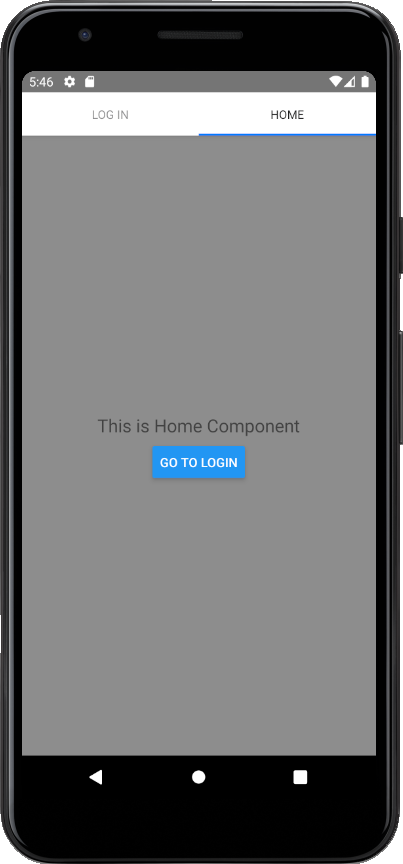 5:46
LOG IN
HOME
This is Home Component
GO TO LOGIN